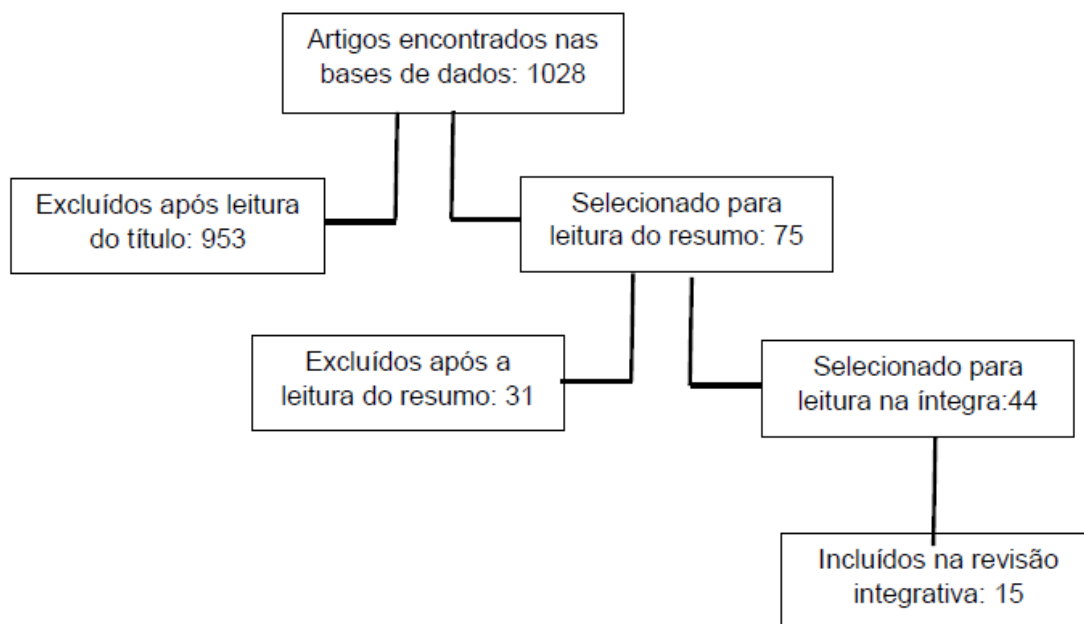 Artigos encontrados nas
bases de dados: 1028
Excluídos após leitura
do título: 953
Selecionado para
leitura do resumo: 75
Excluídos após a
leitura do resumo: 31
Selecionado para
leitura na íntegra:44
Incluídos na revisão
integrativa: 15